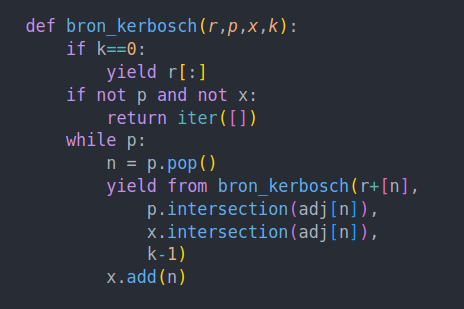 def bron_kerbosch(r,p,x,k):
    if k==0:
        yield r[:]
    if not p and not x:
        return iter([])
    while p:
        n = p.pop()
        yield from bron_kerbosch(r+[n],
            p.intersection(adj[n]),
            x.intersection(adj[n]),
            k-1)
        x.add(n)